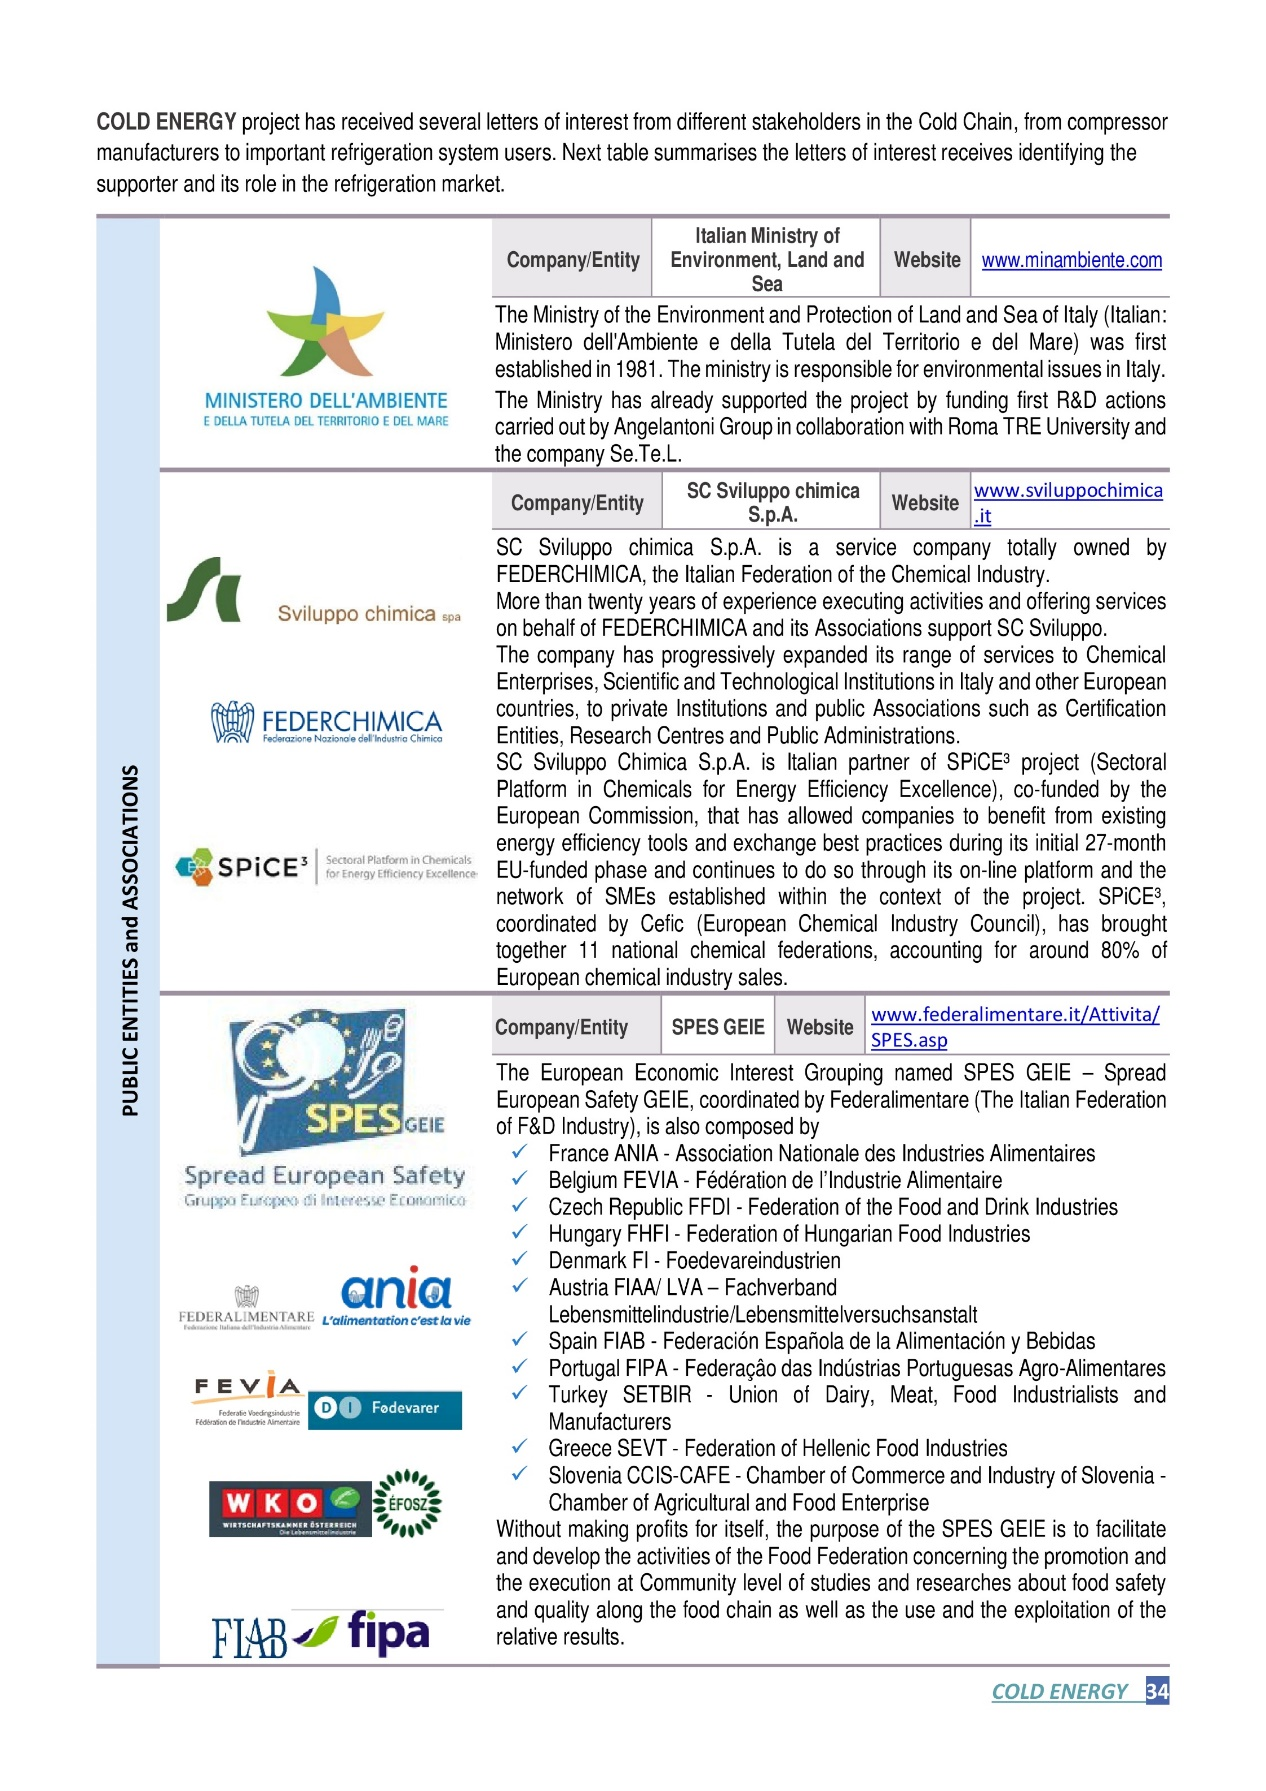 COLD ENERGY project has received several letters of interest from different stakeholders in the Cold Chain, from compressor
manufacturers to important refrigeration system users. Next table summarises the letters of interest receives identifying the
supporter and its role in the refrigeration market.
PUBLIC ENTITIES and ASSOCIATIONS
MINISTERO DELL'AMBIENTE
E DELLA TUTELA DEL TERRITORIO E DEL MARE
Company/Entity
Italian Ministry of
Environment, Land and
Sea
Website
www.minambiente.com
The Ministry of the Environment and Protection of Land and Sea of Italy (Italian:
Ministero dell'Ambiente e della Tutela del Territorio e del Mare) was first
established in 1981. The ministry is responsible for environmental issues in Italy.
The Ministry has already supported the project by funding first R&D actions
carried out by Angelantoni Group in collaboration with Roma TRE University and
the company Se.Te.L.
Sviluppo chimica spa
FEDERCHIMICA
Federazione Nazionale dell'Industria Chimica
SPiCE³
Sectoral Platform in Chemicals
for Energy Efficiency Excellence
Company/Entity
SC Sviluppo chimica
S.p.A.
Website
www.sviluppochimica
.it
SC Sviluppo chimica S.p.A. is a service company totally owned by
FEDERCHIMICA, the Italian Federation of the Chemical Industry.
More than twenty years of experience executing activities and offering services
on behalf of FEDERCHIMICA and its Associations support SC Sviluppo.
The company has progressively expanded its range of services to Chemical
Enterprises, Scientific and Technological Institutions in Italy and other European
countries, to private Institutions and public Associations such as Certification
Entities, Research Centres and Public Administrations.
SC Sviluppo Chimica S.p.A. is Italian partner of SPiCE³ project (Sectoral
Platform in Chemicals for Energy Efficiency Excellence), co-funded by the
European Commission, that has allowed companies to benefit from existing
energy efficiency tools and exchange best practices during its initial 27-month
EU-funded phase and continues to do so through its on-line platform and the
network of SMEs established within the context of the project. SPiCE³,
coordinated by Cefic (European Chemical Industry Council), has brought
together 11 national chemical federations, accounting for around 80% of
European chemical industry sales.
SPES GEIE
Spread European Safety
Gruppo Europeo di Interesse Economico
FEDERALIMENTARE
Federazione Italiana dell'Industria Alimentare
ania
L'alimentation c'est la vie
FEVIA
Federatie Voedingsindustrie
Fédération de l'Industrie Alimentaire
DI Fødevarer
WKO
WIRTSCHAFTSKAMMER ÖSTERREICH
Die Lebensmittelindustrie
ÉFOSZ
FIAB
fipa
Company/Entity
SPES GEIE
Website
www.federalimentare.it/Attivita/
SPES.asp
The European Economic Interest Grouping named SPES GEIE – Spread
European Safety GEIE, coordinated by Federalimentare (The Italian Federation
of F&D Industry), is also composed by
✓ France ANIA - Association Nationale des Industries Alimentaires
✓ Belgium FEVIA - Fédération de l’Industrie Alimentaire
✓ Czech Republic FFDI - Federation of the Food and Drink Industries
✓ Hungary FHFI - Federation of Hungarian Food Industries
✓ Denmark FI - Foedevareindustrien
✓ Austria FIAA/ LVA – Fachverband
Lebensmittelindustrie/Lebensmittelversuchsanstalt
✓ Spain FIAB - Federación Española de la Alimentación y Bebidas
✓ Portugal FIPA - Federaçâo das Indústrias Portuguesas Agro-Alimentares
✓ Turkey SETBIR - Union of Dairy, Meat, Food Industrialists and
Manufacturers
✓ Greece SEVT - Federation of Hellenic Food Industries
✓ Slovenia CCIS-CAFE - Chamber of Commerce and Industry of Slovenia -
Chamber of Agricultural and Food Enterprise
Without making profits for itself, the purpose of the SPES GEIE is to facilitate
and develop the activities of the Food Federation concerning the promotion and
the execution at Community level of studies and researches about food safety
and quality along the food chain as well as the use and the exploitation of the
relative results.
COLD ENERGY 34